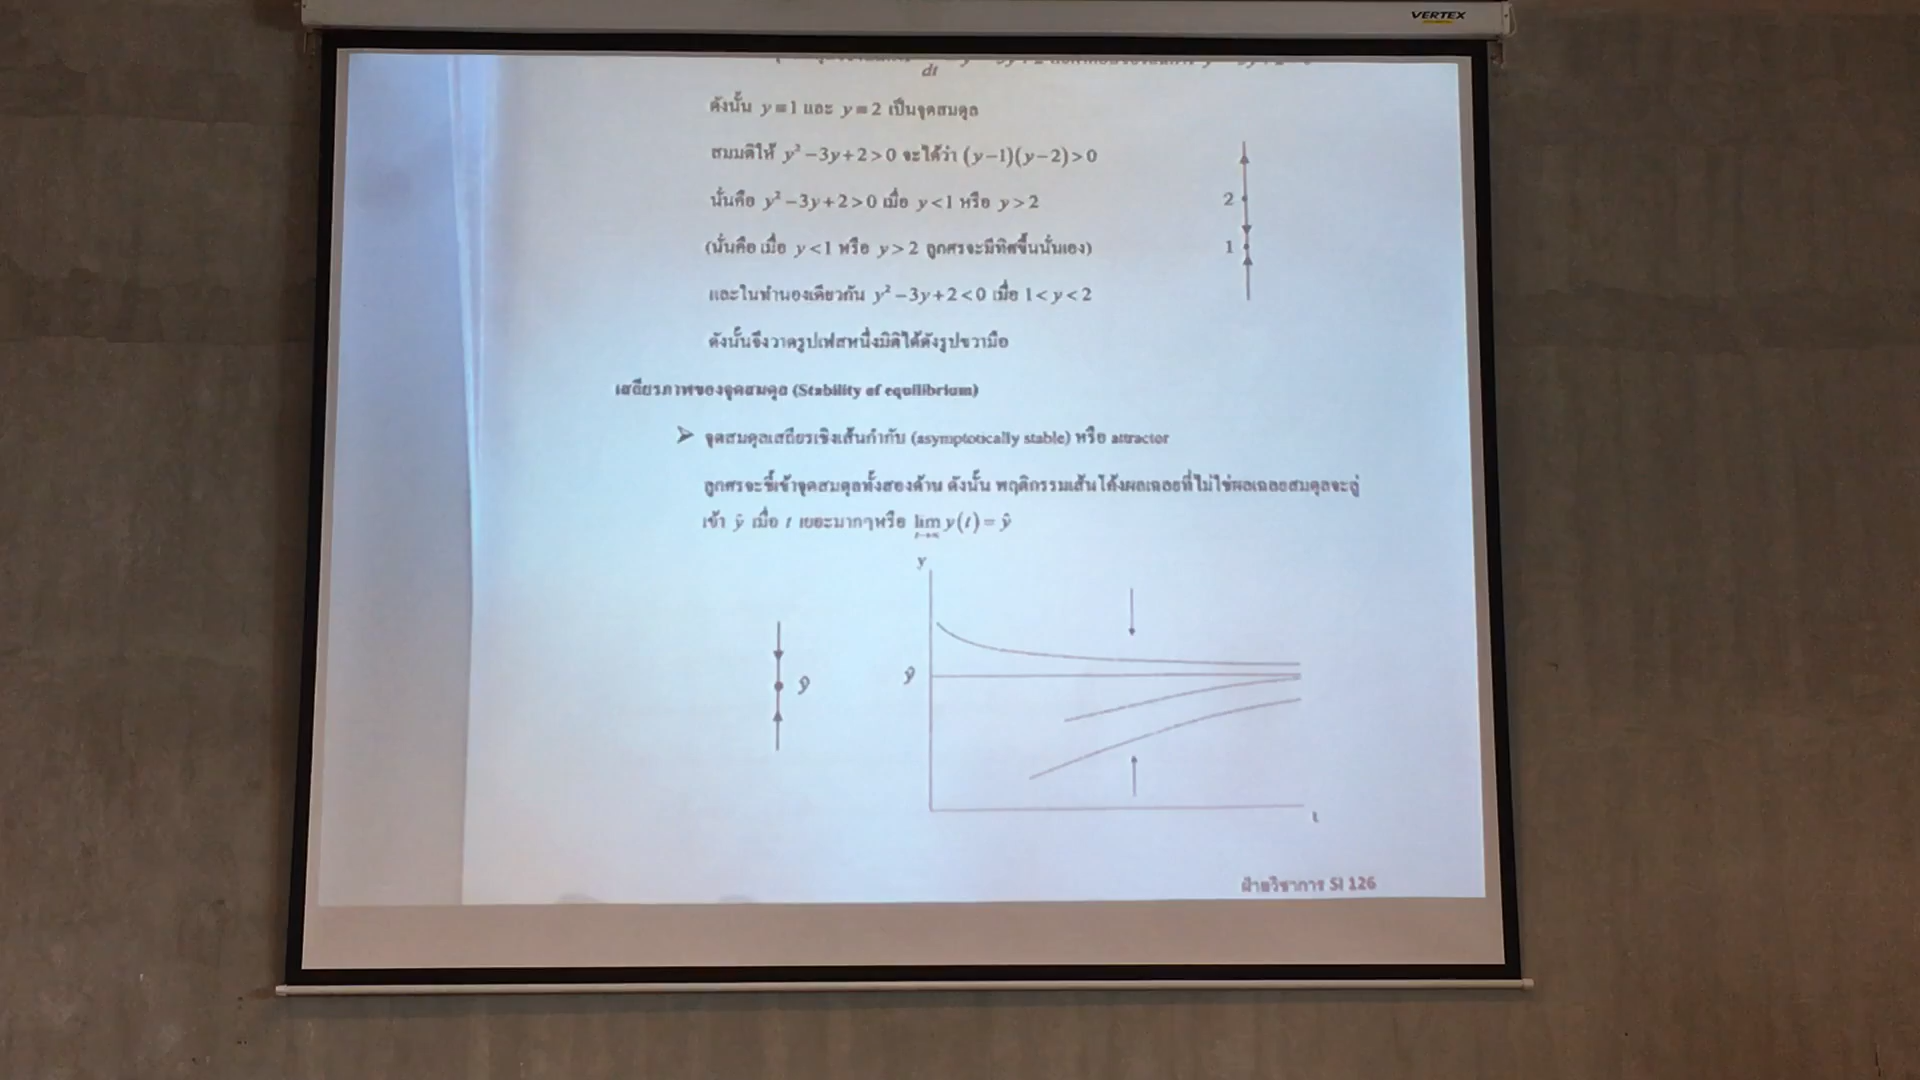 VERTEX
dt
ดังนั้น y=1 และ y=2 เป็นจุดสมดุล
สมมติให้ y²−3y+2>0 จะได้ว่า (y−1)(y−2)>0
นั่นคือ y²−3y+2>0 เมื่อ y<1 หรือ y>2
(นั่นคือ เมื่อ y<1 หรือ y>2 ลูกศรจะมีทิศขึ้นนั่นเอง)
และในทำนองเดียวกัน y²−3y+2<0 เมื่อ 1<y<2
ดังนั้นจึงวาดรูปเฟสหนึ่งมิติได้ดังรูปขวามือ
2
1
เสถียรภาพของจุดสมดุล (Stability of equilibrium)
➢ จุดสมดุลเสถียรเชิงเส้นกำกับ (asymptotically stable) หรือ attractor
ลูกศรจะชี้เข้าจุดสมดุลทั้งสองด้าน ดังนั้น พฤติกรรมเส้นโค้งผลเฉลยที่ไม่ใช่ผลเฉลยสมดุลจะลู่
เข้า ŷ เมื่อ t เยอะมากๆหรือ lim y(t) = ŷ
t→∞
y
ŷ
ŷ
t
ฝ่ายวิชาการ SI 126